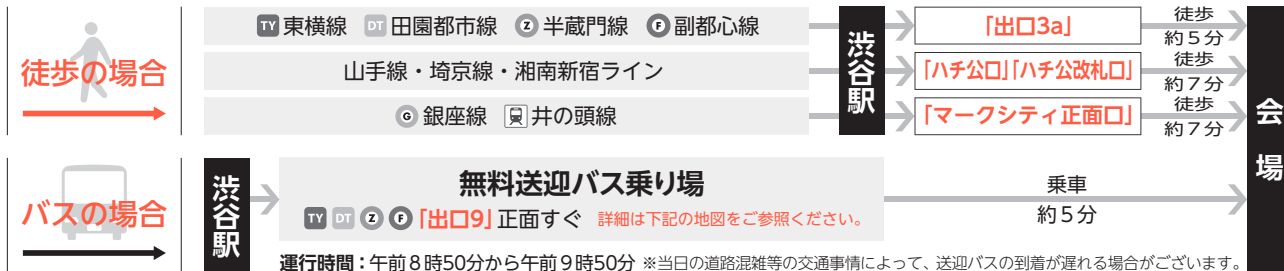 徒歩の場合
TY 東横線 DT 田園都市線 Z 半蔵門線 F 副都心線
渋谷駅
「出口3a」
徒歩
約5分
山手線・埼京線・湘南新宿ライン
「ハチ公口」「ハチ公改札口」
徒歩
約7分
G 銀座線 井の頭線
「マークシティ正面口」
徒歩
約7分
会場
バスの場合
渋谷駅
無料送迎バス乗り場
TY DT Z F 「出口9」正面すぐ 詳細は下記の地図をご参照ください。
乗車
約5分
運行時間：午前8時50分から午前9時50分 ※当日の道路混雑等の交通事情によって、送迎バスの到着が遅れる場合がございます。